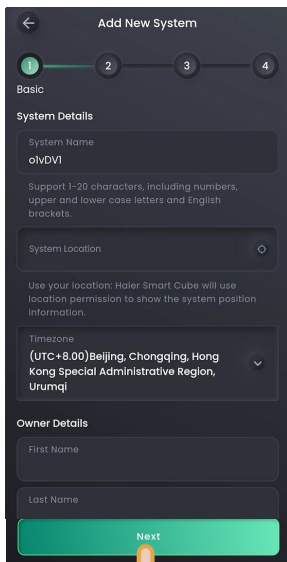 Add New System
1
2
3
4
Basic
System Details
System Name
o1vDV1
Support 1-20 characters, including numbers,
upper and lower case letters and English
brackets.
System Location
Use your location: Haier Smart Cube will use
location permission to show the system position
information.
Timezone
(UTC+8.00)Beijing, Chongqing, Hong
Kong Special Administrative Region,
Urumqi
Owner Details
First Name
Last Name
Next